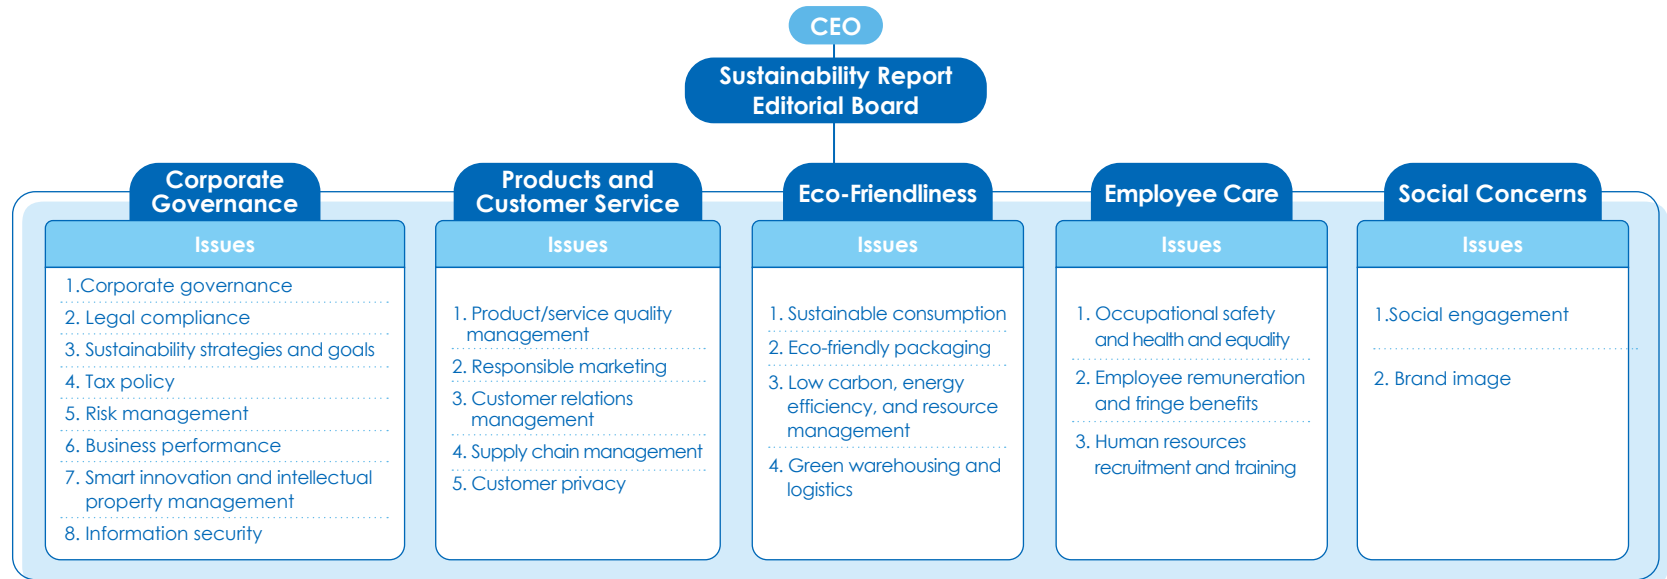 CEO
Sustainability Report
Editorial Board
Corporate
Governance
Issues
1.Corporate governance
2. Legal compliance
3. Sustainability strategies and goals
4. Tax policy
5. Risk management
6. Business performance
7. Smart innovation and intellectual
property management
8. Information security
Products and
Customer Service
Issues
1. Product/service quality
management
2. Responsible marketing
3. Customer relations
management
4. Supply chain management
5. Customer privacy
Eco-Friendliness
Issues
1. Sustainable consumption
2. Eco-friendly packaging
3. Low carbon, energy
efficiency, and resource
management
4. Green warehousing and
logistics
Employee Care
Issues
1. Occupational safety
and health and equality
2. Employee remuneration
and fringe benefits
3. Human resources
recruitment and training
Social Concerns
Issues
1.Social engagement
2. Brand image